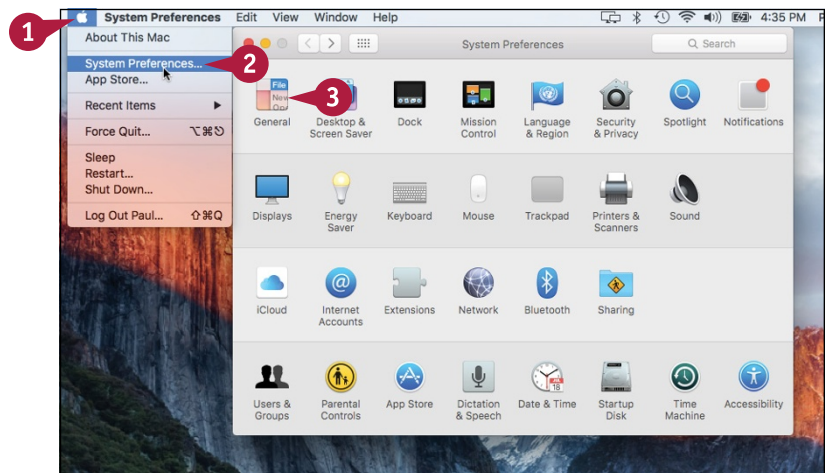 1
System Preferences Edit View Window Help 4:35 PM
About This Mac
System Preferences...
2
App Store...
Recent Items
Force Quit... ⌥⌘⎋
Sleep
Restart...
Shut Down...
Log Out Paul... ⇧⌘Q
System Preferences
Search
File
New
3
General
Desktop &
Screen Saver
Dock
Mission
Control
Language
& Region
Security
& Privacy
Spotlight
Notifications
Displays
Energy
Saver
Keyboard
Mouse
Trackpad
Printers &
Scanners
Sound
iCloud
@
Internet
Accounts
Extensions
Network
Bluetooth
Sharing
Users &
Groups
Parental
Controls
App Store
Dictation
& Speech
JUL
18
Date & Time
Startup
Disk
Time
Machine
Accessibility